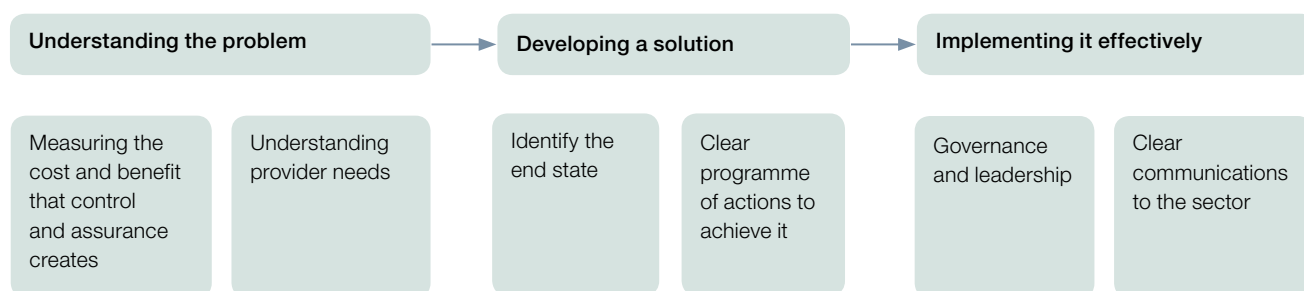 Understanding the problem
Developing a solution
Implementing it effectively
Measuring the
cost and benefit
that control
and assurance
creates
Understanding
provider needs
Identify the
end state
Clear
programme
of actions to
achieve it
Governance
and leadership
Clear
communications
to the sector